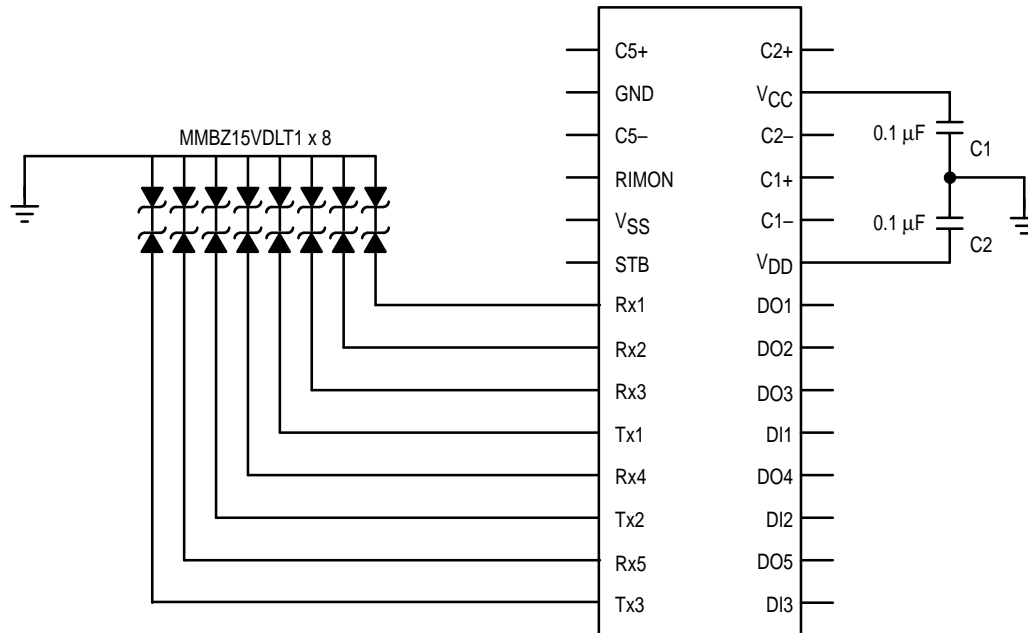 C5+ C2+
GND VCC
MMBZ15VDLT1 x 8 C5– C2– 0.1 µF C1
RIMON C1+
VSS C1– 0.1 µF C2
STB VDD
Rx1 DO1
Rx2 DO2
Rx3 DO3
Tx1 DI1
Rx4 DO4
Tx2 DI2
Rx5 DO5
Tx3 DI3